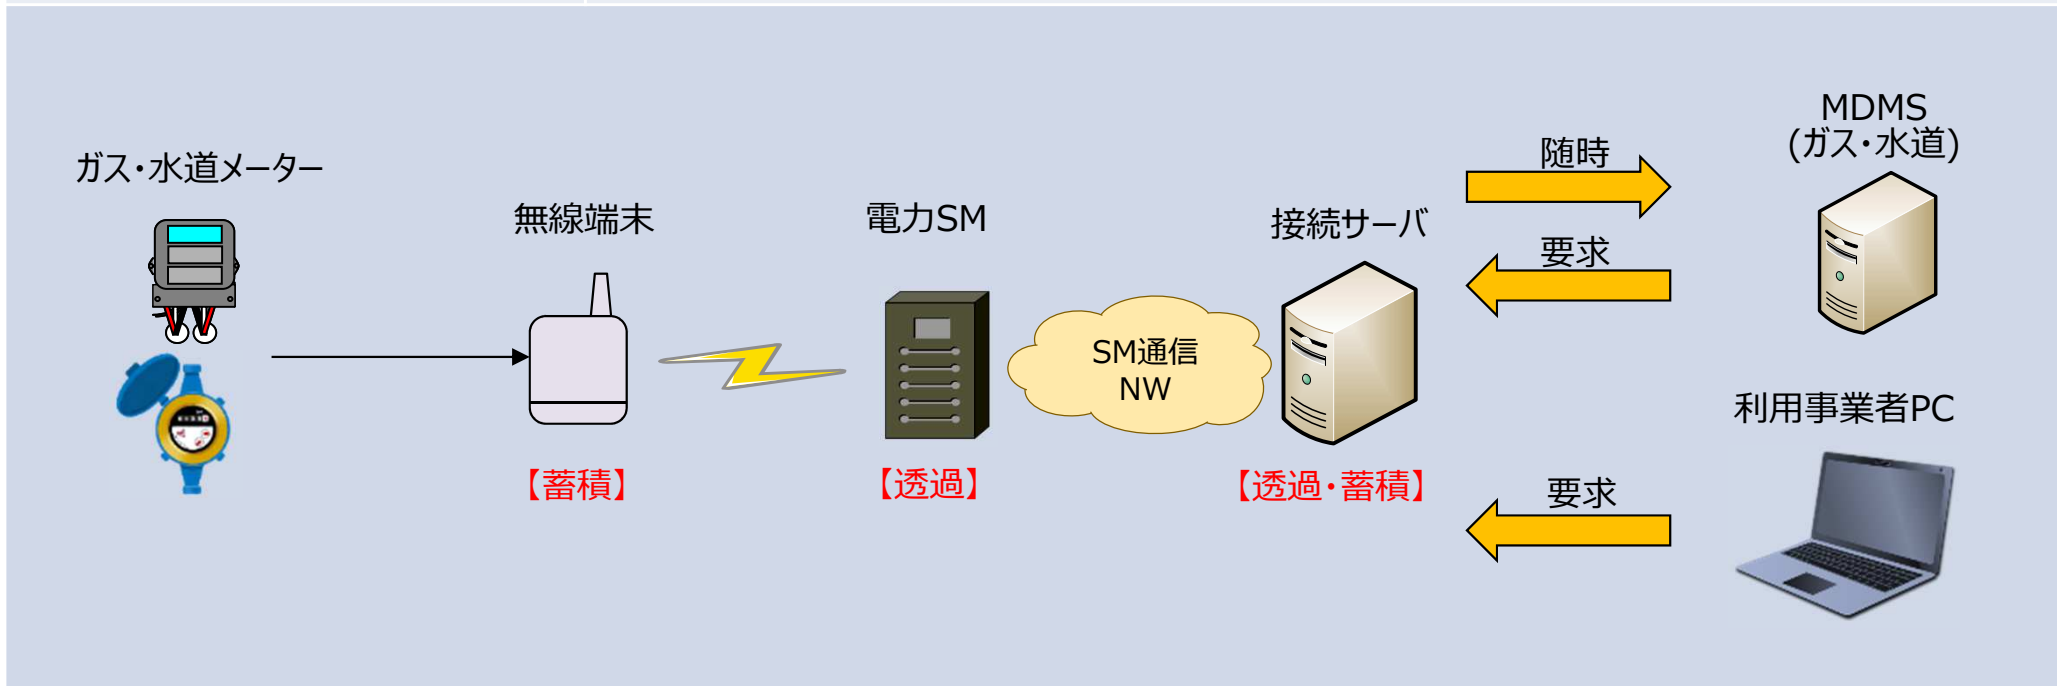 ガス・水道メーター
無線端末
電力SM
SM通信
NW
接続サーバ
随時
要求
MDMS
(ガス・水道)
利用事業者PC
要求
【蓄積】
【透過】
【透過・蓄積】